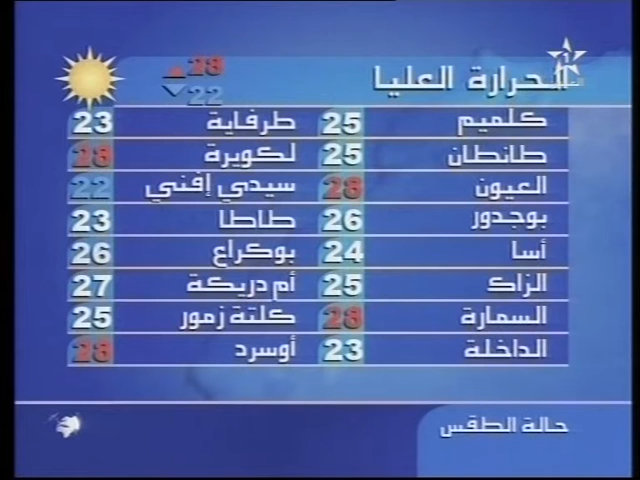 الحرارة العليا
28
22
كلميم 25 طرفاية 23
طانطان 25 لكويرة 28
العيون 28 سيدي إفني 22
بوجدور 26 طاطا 23
أسا 24 بوكراع 26
الزاك 25 أم دريكة 27
السمارة 28 كلتة زمور 25
الداخلة 23 أوسرد 28
حالة الطقس